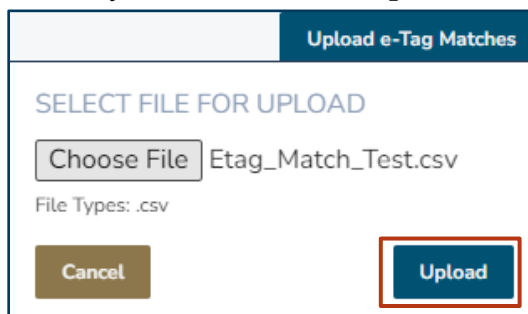 Upload e-Tag Matches
SELECT FILE FOR UPLOAD
Choose File Etag_Match_Test.csv
File Types: .csv
Cancel Upload